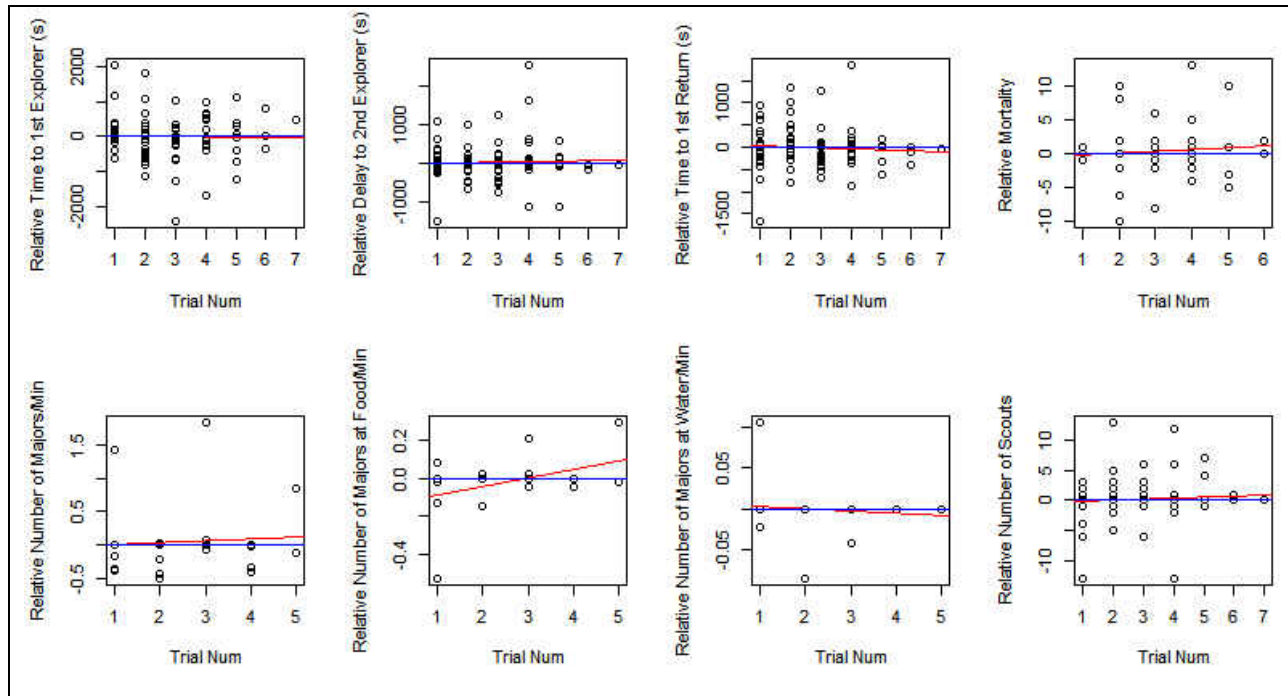 Relative Time to 1st Explorer (s)
2000
0
-2000
1 2 3 4 5 6 7
Trial Num
Relative Delay to 2nd Explorer (s)
1000
-1000
1 2 3 4 5 6 7
Trial Num
Relative Time to 1st Return (s)
1000
0
-1500
1 2 3 4 5 6 7
Trial Num
Relative Mortality
10
5
0
-5
-10
1 2 3 4 5 6
Trial Num
Relative Number of Majors/Min
1.5
0.5
-0.5
1 2 3 4 5
Trial Num
Relative Number of Majors at Food/Min
0.2
0.0
-0.4
1 2 3 4 5
Trial Num
Relative Number of Majors at Water/Min
0.05
-0.05
1 2 3 4 5
Trial Num
Relative Number of Scouts
10
5
0
-10
1 2 3 4 5 6 7
Trial Num